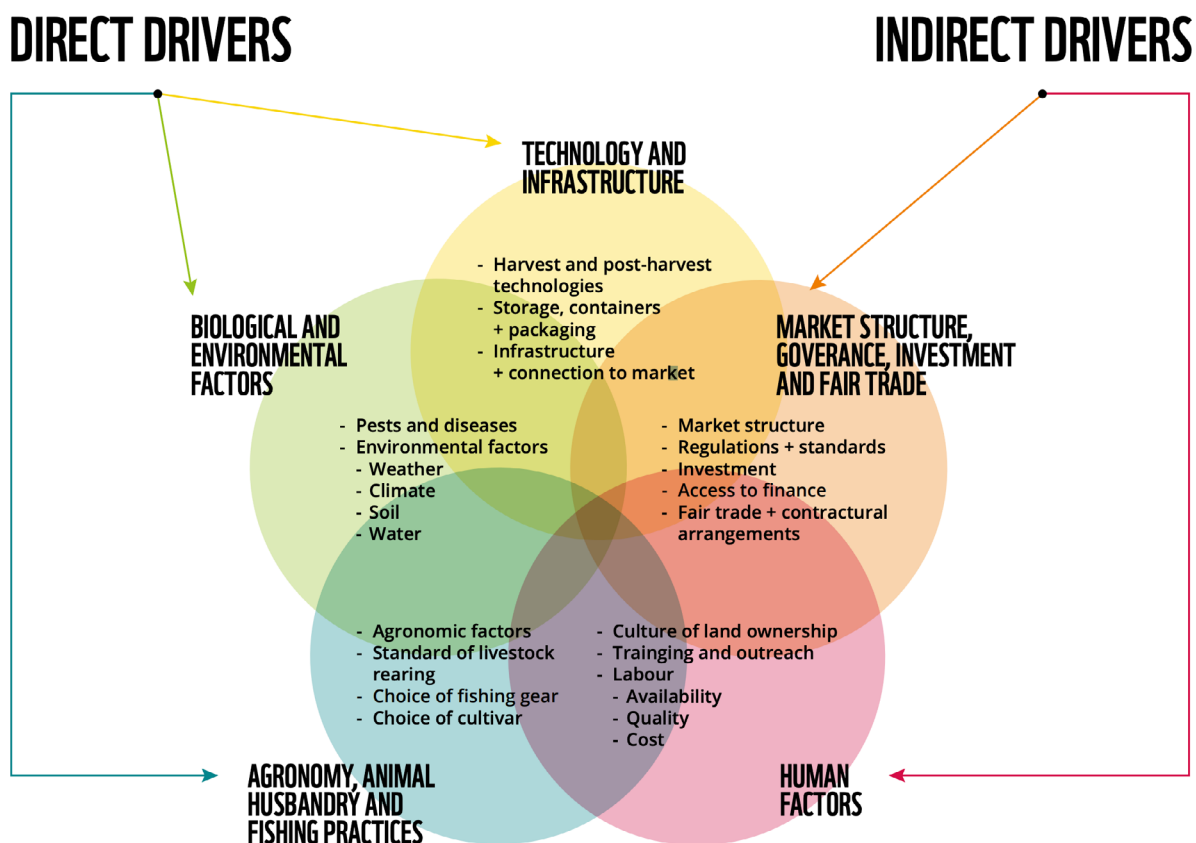 DIRECT DRIVERS
INDIRECT DRIVERS
TECHNOLOGY AND
INFRASTRUCTURE
- Harvest and post-harvest
technologies
- Storage, containers
+ packaging
- Infrastructure
+ connection to market
BIOLOGICAL AND
ENVIRONMENTAL
FACTORS
- Pests and diseases
- Environmental factors
- Weather
- Climate
- Soil
- Water
MARKET STRUCTURE,
GOVERANCE, INVESTMENT
AND FAIR TRADE
- Market structure
- Regulations + standards
- Investment
- Access to finance
- Fair trade + contractural
arrangements
- Agronomic factors
- Standard of livestock
rearing
- Choice of fishing gear
- Choice of cultivar
AGRONOMY, ANIMAL
HUSBANDRY AND
FISHING PRACTICES
- Culture of land ownership
- Trainging and outreach
- Labour
- Availability
- Quality
- Cost
HUMAN
FACTORS